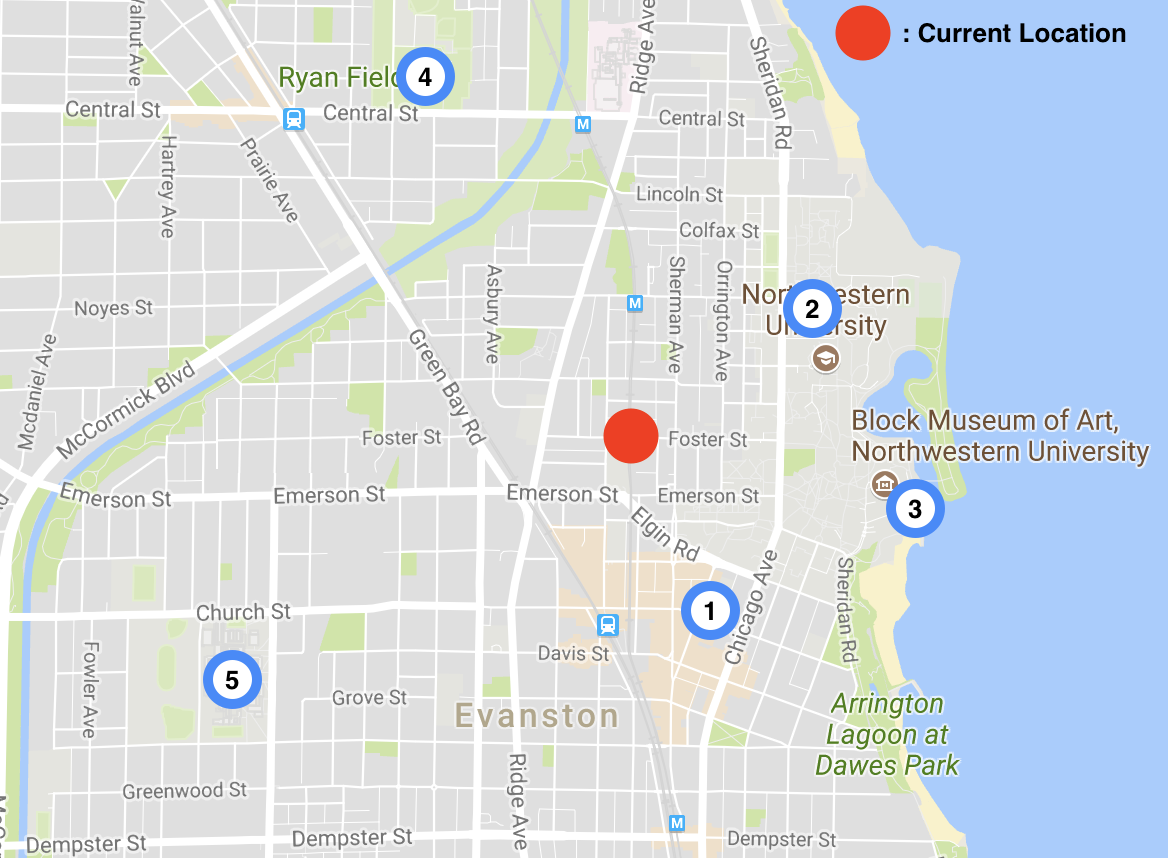 : Current Location
Walnut Ave
Ridge Ave
Sheridan Rd
Ryan Field
4
Central St
Central St
M
Central St
Hartrey Ave
Prairie Ave
Lincoln St
Colfax St
Noyes St
Asbury Ave
M
Sherman Ave
Orrington Ave
Northwestern
University
2
Mcdaniel Ave
McCormick Blvd
Green Bay Rd
Foster St
Foster St
Block Museum of Art,
Northwestern University
3
Emerson St
Emerson St
Emerson St
Emerson St
Elgin Rd
Chicago Ave
Sheridan Rd
1
Church St
Davis St
Fowler Ave
5
Grove St
Evanston
Arrington
Lagoon at
Dawes Park
Ridge Ave
Greenwood St
M
Dempster St
Dempster St
Dempster St